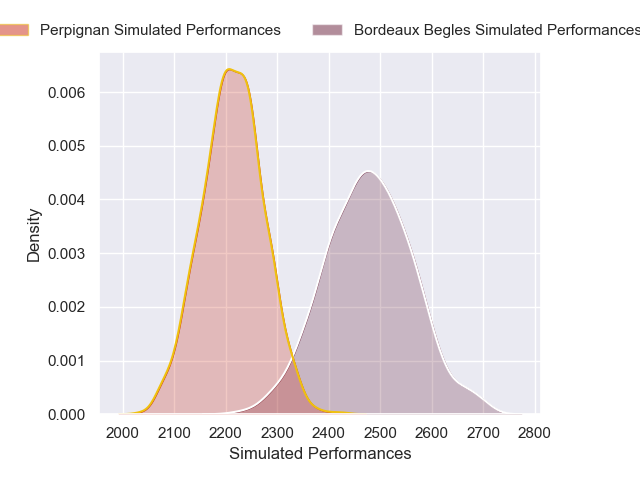 Perpignan Simulated Performances
Bordeaux Begles Simulated Performances
0.006
0.005
0.004
0.003
0.002
0.001
0.000
Density
2000 2100 2200 2300 2400 2500 2600 2700 2800
Simulated Performances